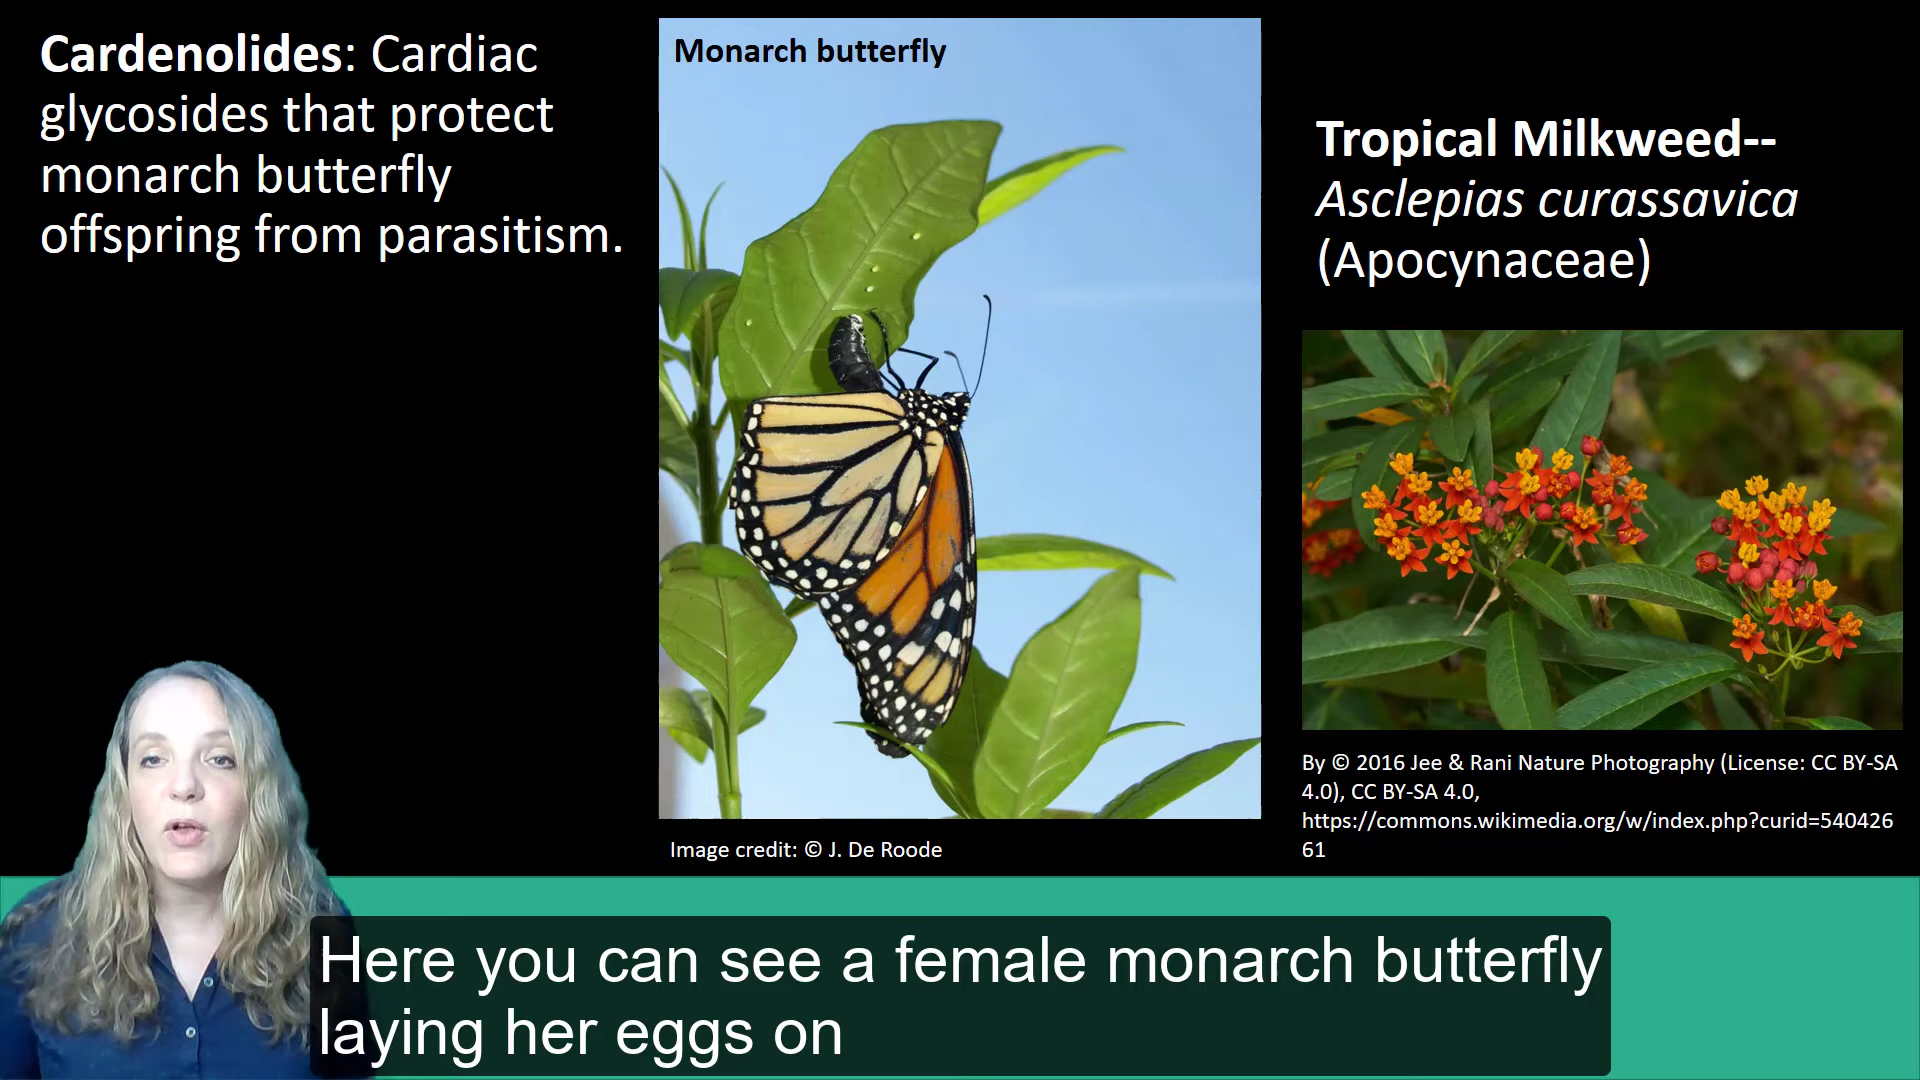 Cardenolides: Cardiac
glycosides that protect
monarch butterfly
offspring from parasitism.
Monarch butterfly
Image credit: © J. De Roode
Tropical Milkweed--
Asclepias curassavica
(Apocynaceae)
By © 2016 Jee & Rani Nature Photography (License: CC BY-SA
4.0), CC BY-SA 4.0,
https://commons.wikimedia.org/w/index.php?curid=540426
61
Here you can see a female monarch butterfly
laying her eggs on